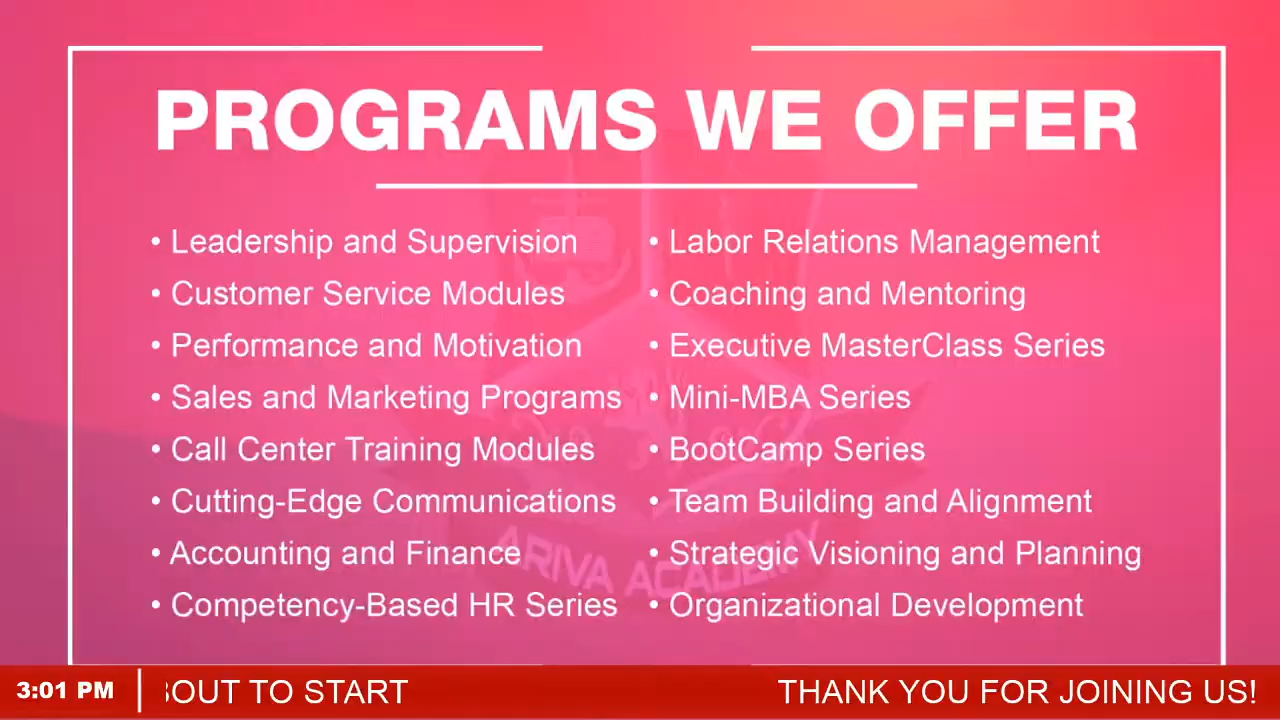 PROGRAMS WE OFFER
• Leadership and Supervision
• Customer Service Modules
• Performance and Motivation
• Sales and Marketing Programs
• Call Center Training Modules
• Cutting-Edge Communications
• Accounting and Finance
• Competency-Based HR Series
• Labor Relations Management
• Coaching and Mentoring
• Executive MasterClass Series
• Mini-MBA Series
• BootCamp Series
• Team Building and Alignment
• Strategic Visioning and Planning
• Organizational Development
ARIVA ACADEMY
3:01 PM
BOUT TO START
THANK YOU FOR JOINING US!